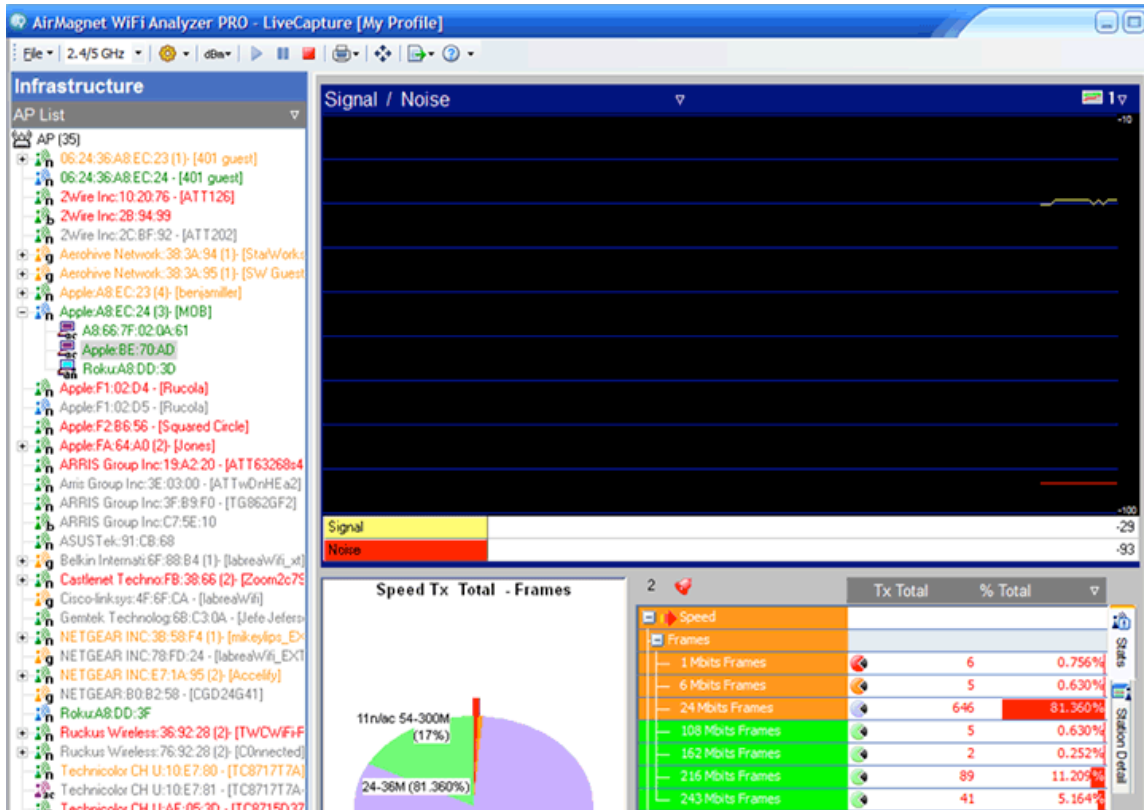 AirMagnet WiFi Analyzer PRO - LiveCapture [My Profile]
File 2.4/5 GHz dBm
Infrastructure
AP List
AP (35)
06:24:36:A8:EC:23 (1)- [401 guest]
06:24:36:A8:EC:24 - [401 guest]
2Wire Inc:10:20:76 - [ATT126]
2Wire Inc:2B:94:99
2Wire Inc:2C:BF:92 - [ATT202]
Aerohive Network:38:3A:94 (1)- [StarWorks
Aerohive Network:38:3A:95 (1)- [SW Guest
Apple:A8:EC:23 (4)- [benjamiller]
Apple:A8:EC:24 (3)- [MOB]
A8:66:7F:02:0A:61
Apple:BE:70:AD
Roku:A8:DD:3D
Apple:F1:02:D4 - [Rucola]
Apple:F1:02:D5 - [Rucola]
Apple:F2:B6:56 - [Squared Circle]
Apple:FA:64:A0 (2)- [Jones]
ARRIS Group Inc:19:A2:20 - [ATT63268s4
Arris Group Inc:3E:03:00 - [ATTwDnHEa2]
ARRIS Group Inc:3F:B9:F0 - [TG862GF2]
ARRIS Group Inc:C7:5E:10
ASUSTek:91:CB:68
Belkin Internati:6F:88:B4 (1)- [labreaWifi_xt]
Castlenet Techno:FB:38:66 (2)- [Zoom2c79
Cisco-linksys:4F:6F:CA - [labreaWifi]
Gemtek Technolog:6B:C3:0A - [Jefe Jefers
NETGEAR INC:3B:58:F4 (1)- [mikeylips_EX
NETGEAR INC:78:FD:24 - [labreaWifi_EXT
NETGEAR INC:E7:1A:95 (2)- [Accelify]
NETGEAR:B0:B2:58 - [CGD24G41]
Roku:A8:DD:3F
Ruckus Wireless:36:92:28 (2)- [TWCWiFi-F
Ruckus Wireless:76:92:28 (2)- [C0nnected]
Technicolor CH U:10:E7:80 - [TC8717T7A]
Technicolor CH U:10:E7:81 - [TC8717T7A-
Technicolor CH U:AE:05:3D - [TC8715D37
Signal / Noise
1
-10
-100
Signal -29
Noise -93
Speed Tx Total - Frames
11n/ac 54-300M
(17%)
24-36M (81.360%)
2 Tx Total % Total
Speed
Frames
1 Mbits Frames 6 0.756%
6 Mbits Frames 5 0.630%
24 Mbits Frames 646 81.360%
108 Mbits Frames 5 0.630%
162 Mbits Frames 2 0.252%
216 Mbits Frames 89 11.209%
243 Mbits Frames 41 5.164%
Stats
Station Detail